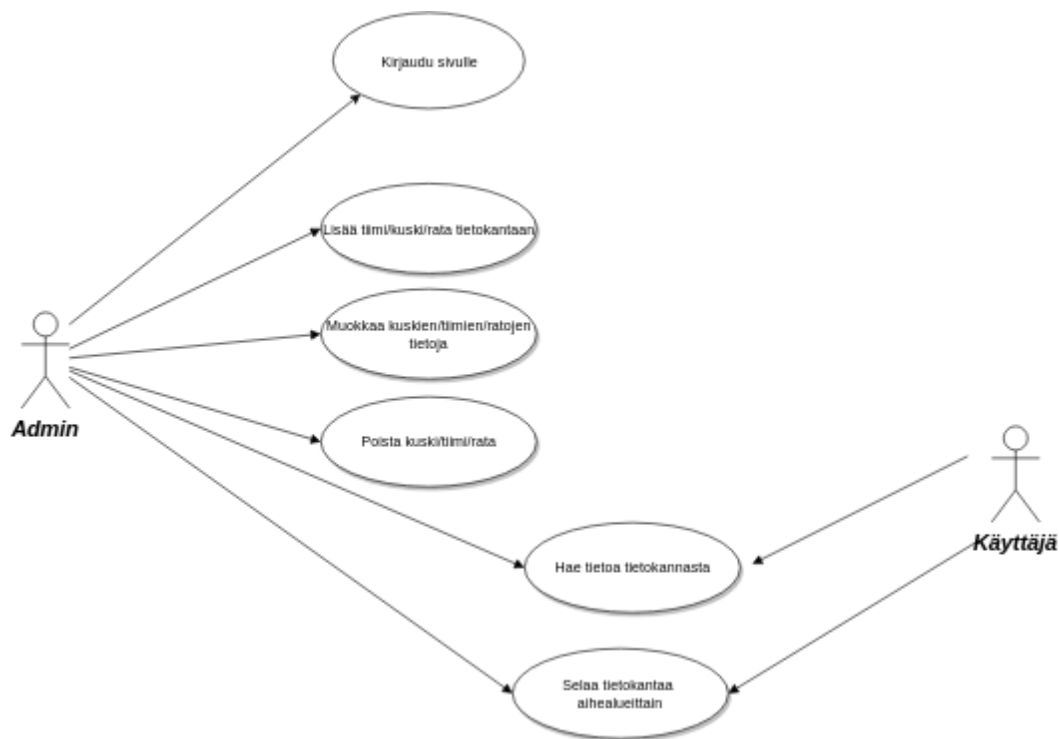 Kirjaudu sivulle
Lisää tiimi/kuski/rata tietokantaan
Muokkaa kuskien/tiimien/ratojen
tietoja
Admin
Poista kuski/tiimi/rata
Käyttäjä
Hae tietoa tietokannasta
Selaa tietokantaa
aihealueittain